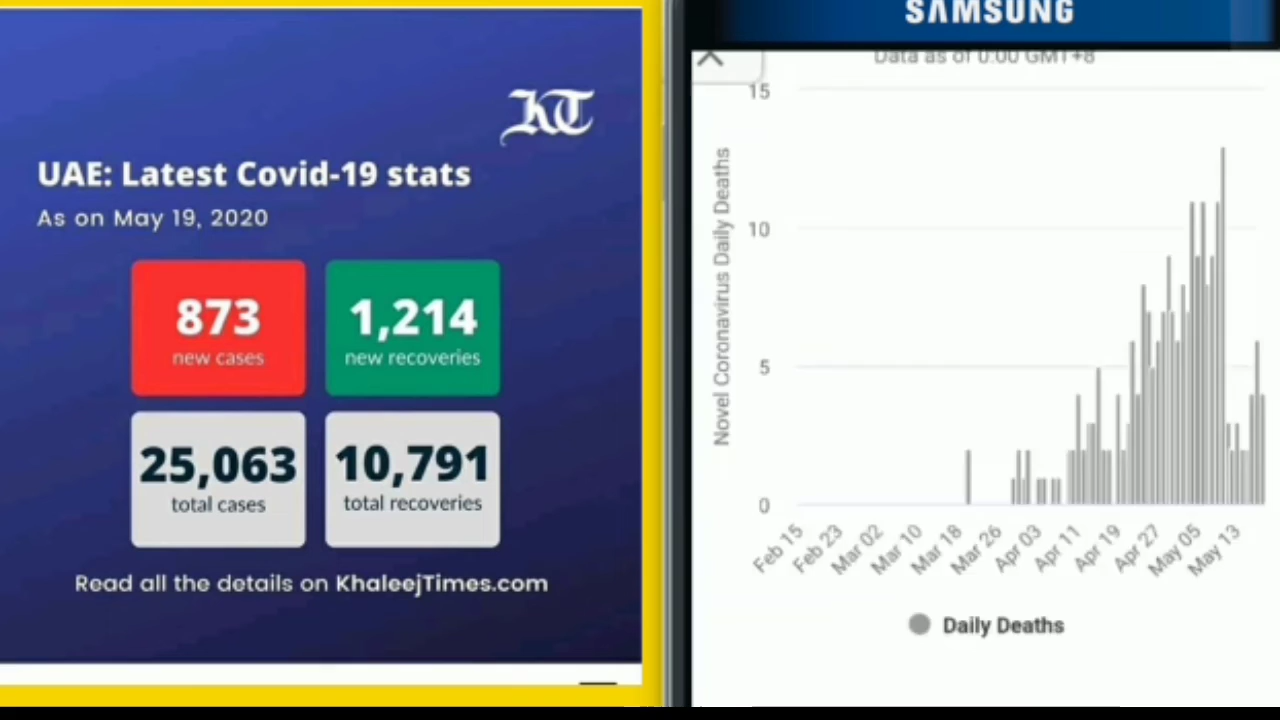 KT
UAE: Latest Covid-19 stats
As on May 19, 2020
873
new cases
1,214
new recoveries
25,063
total cases
10,791
total recoveries
Read all the details on KhaleejTimes.com
SAMSUNG
Data as of 0:00 GMT+8
Novel Coronavirus Daily Deaths
15
10
5
0
Feb 15
Feb 23
Mar 02
Mar 10
Mar 18
Mar 26
Apr 03
Apr 11
Apr 19
Apr 27
May 05
May 13
Daily Deaths